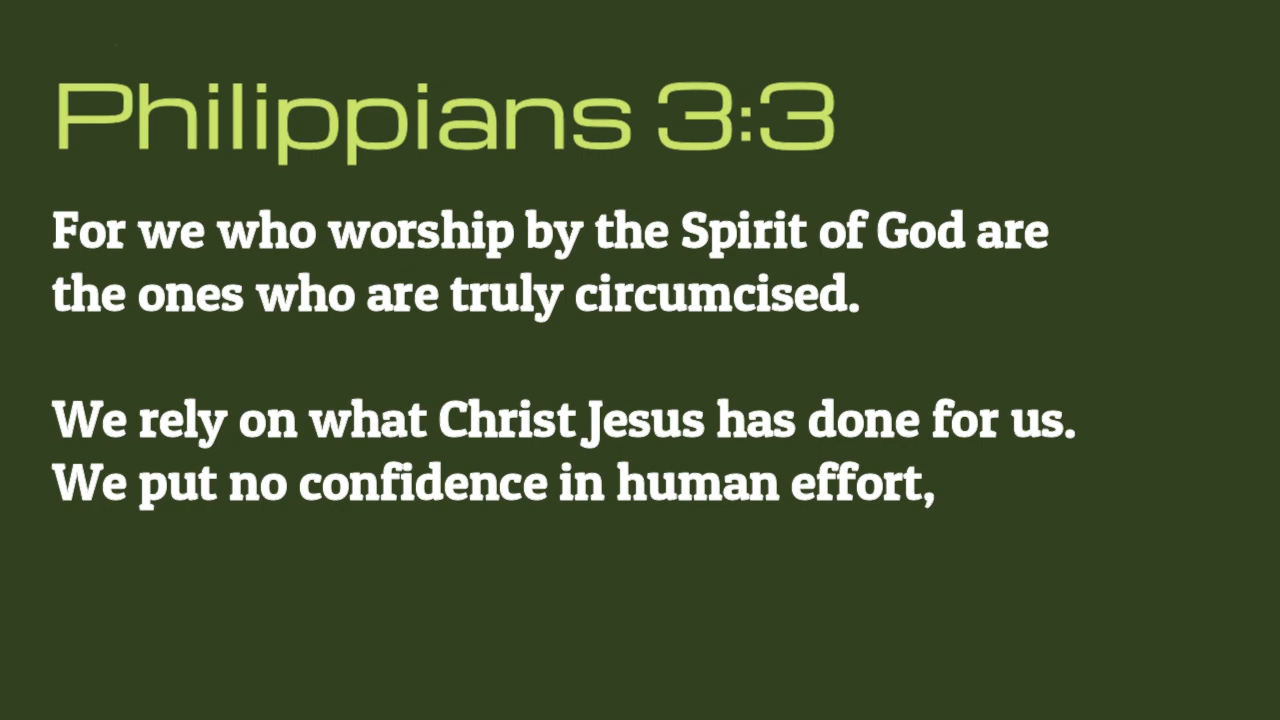 Philippians 3:3
For we who worship by the Spirit of God are
the ones who are truly circumcised.
We rely on what Christ Jesus has done for us.
We put no confidence in human effort,